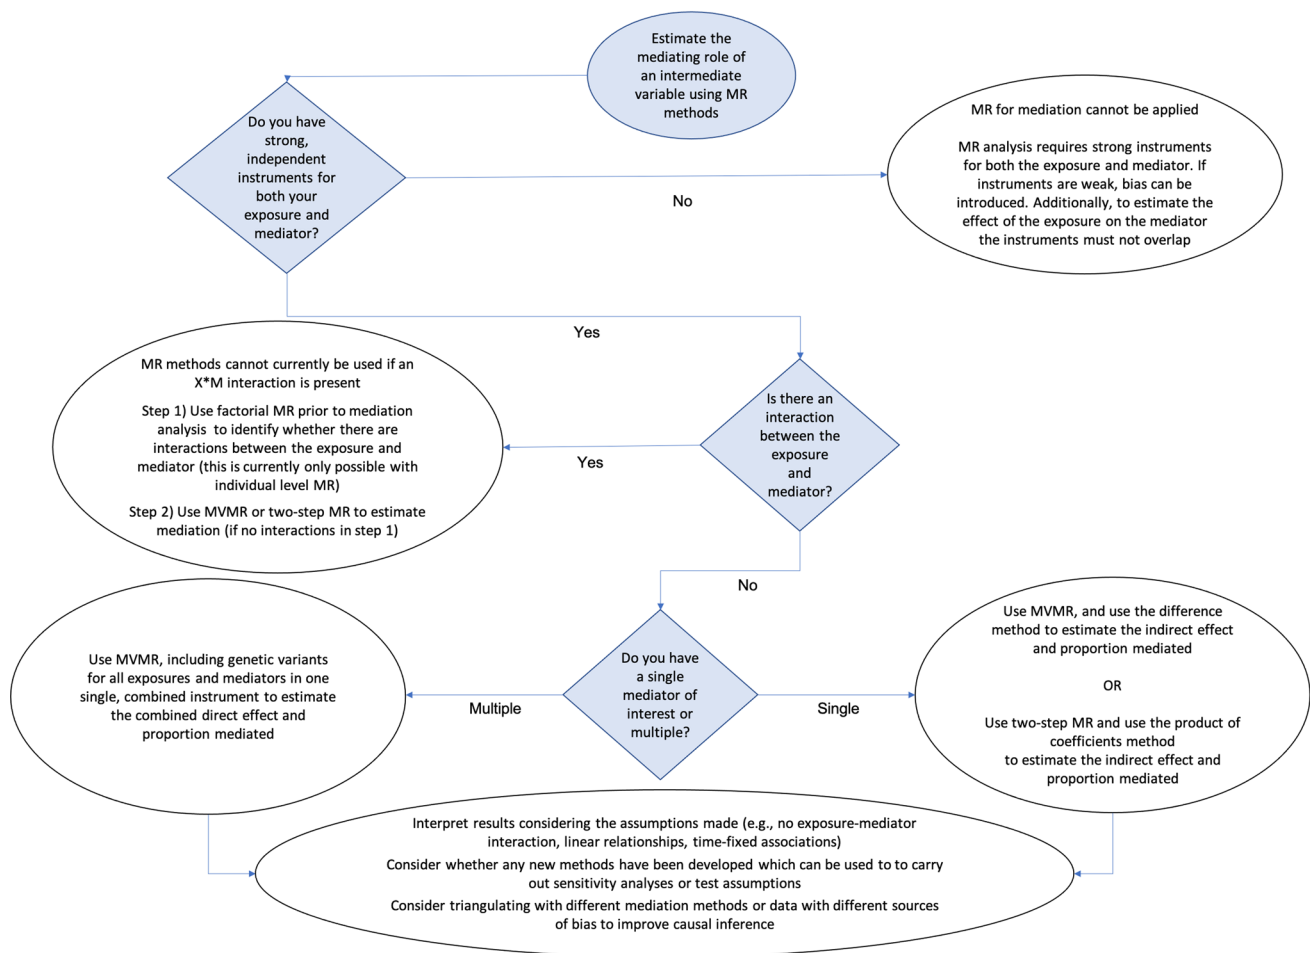 Estimate the
mediating role of
an intermediate
variable using MR
methods
Do you have
strong,
independent
instruments for
both your
exposure and
mediator?
No
MR for mediation cannot be applied
MR analysis requires strong instruments
for both the exposure and mediator. If
instruments are weak, bias can be
introduced. Additionally, to estimate the
effect of the exposure on the mediator
the instruments must not overlap
Yes
Is there an
interaction
between the
exposure
and
mediator?
Yes
MR methods cannot currently be used if an
X*M interaction is present
Step 1) Use factorial MR prior to mediation
analysis to identify whether there are
interactions between the exposure and
mediator (this is currently only possible with
individual level MR)
Step 2) Use MVMR or two-step MR to estimate
mediation (if no interactions in step 1)
No
Do you have
a single
mediator of
interest or
multiple?
Multiple
Use MVMR, including genetic variants
for all exposures and mediators in one
single, combined instrument to estimate
the combined direct effect and
proportion mediated
Single
Use MVMR, and use the difference
method to estimate the indirect effect
and proportion mediated
OR
Use two-step MR and use the product of
coefficients method
to estimate the indirect effect and
proportion mediated
Interpret results considering the assumptions made (e.g., no exposure-mediator
interaction, linear relationships, time-fixed associations)
Consider whether any new methods have been developed which can be used to to carry
out sensitivity analyses or test assumptions
Consider triangulating with different mediation methods or data with different sources
of bias to improve causal inference